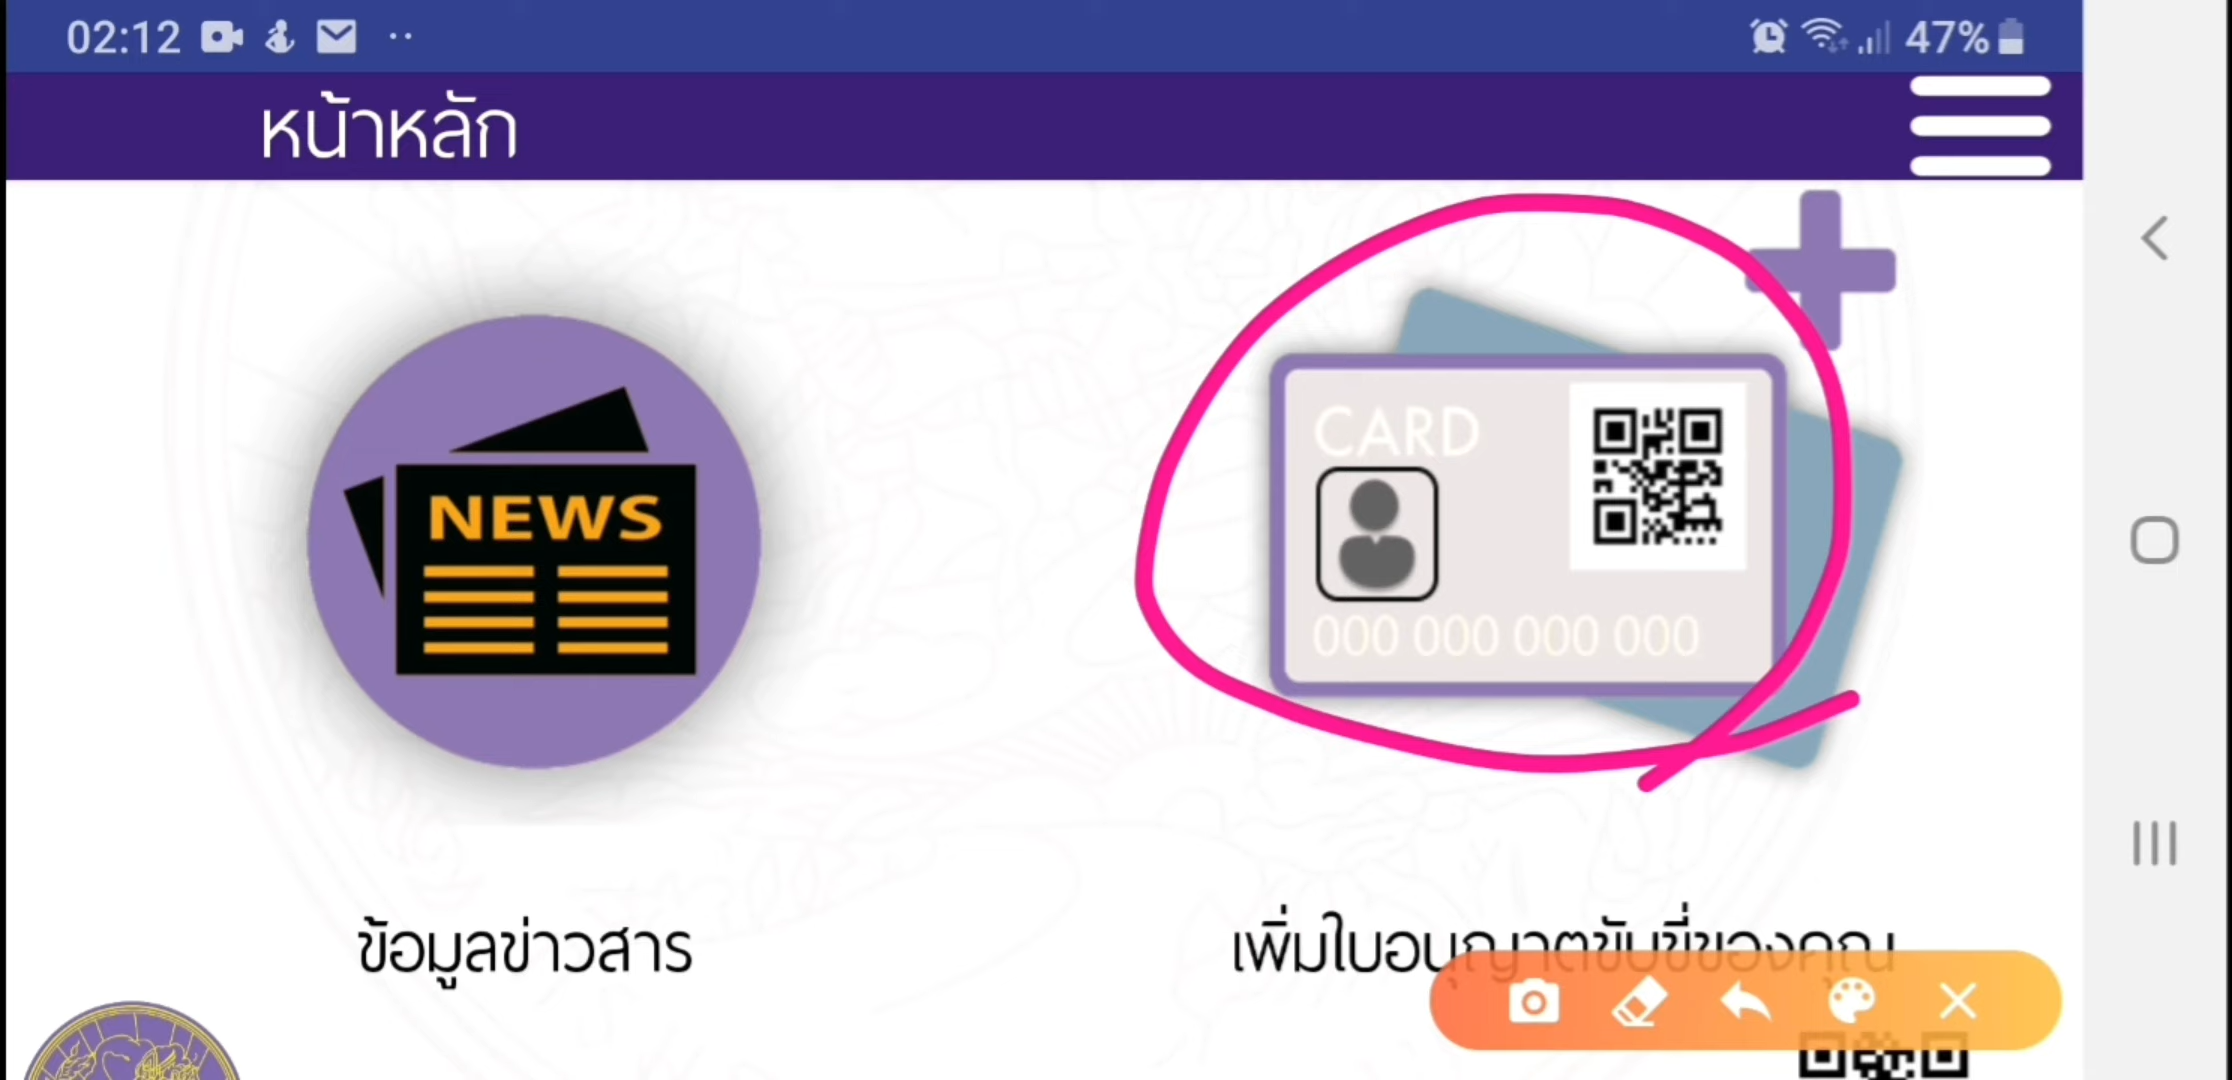 02:12
47%
หน้าหลัก
NEWS
CARD
000 000 000 000
ข้อมูลข่าวสาร
เพิ่มใบอนุญาตขับขี่ของคุณ